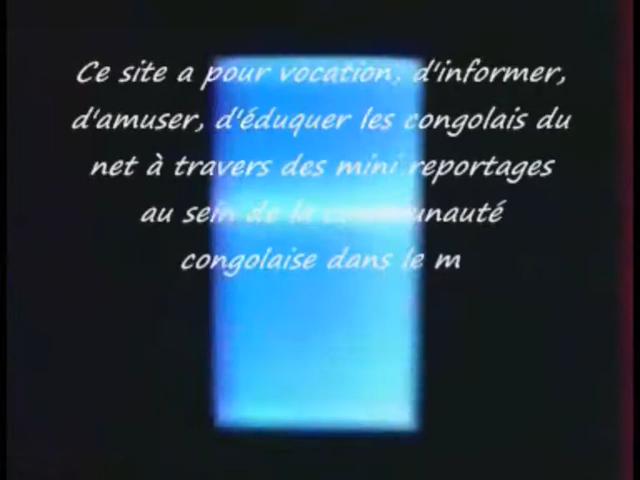 Ce site a pour vocation, d'informer,
d'amuser, d'éduquer les congolais du
net à travers des mini reportages
au sein de la communauté
congolaise dans le m